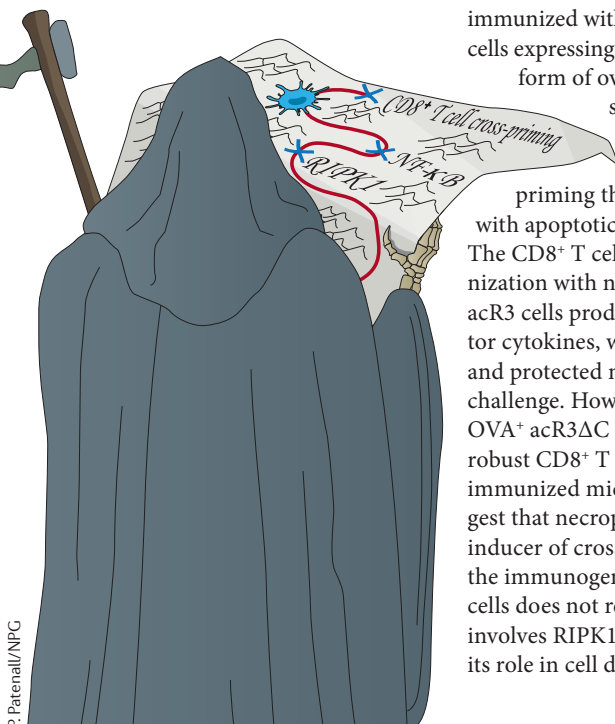 CD8⁺ T cell cross-priming
RIPK1
NF-κB
P. Patenall/NPG
immunized with
cells expressing
form of ov
s
priming th
with apoptotic
The CD8⁺ T cel
nization with n
acR3 cells prod
tor cytokines, w
and protected m
challenge. How
OVA⁺ acR3ΔC
robust CD8⁺ T
immunized mic
gest that necrop
inducer of cros
the immunogen
cells does not re
involves RIPK1
its role in cell d